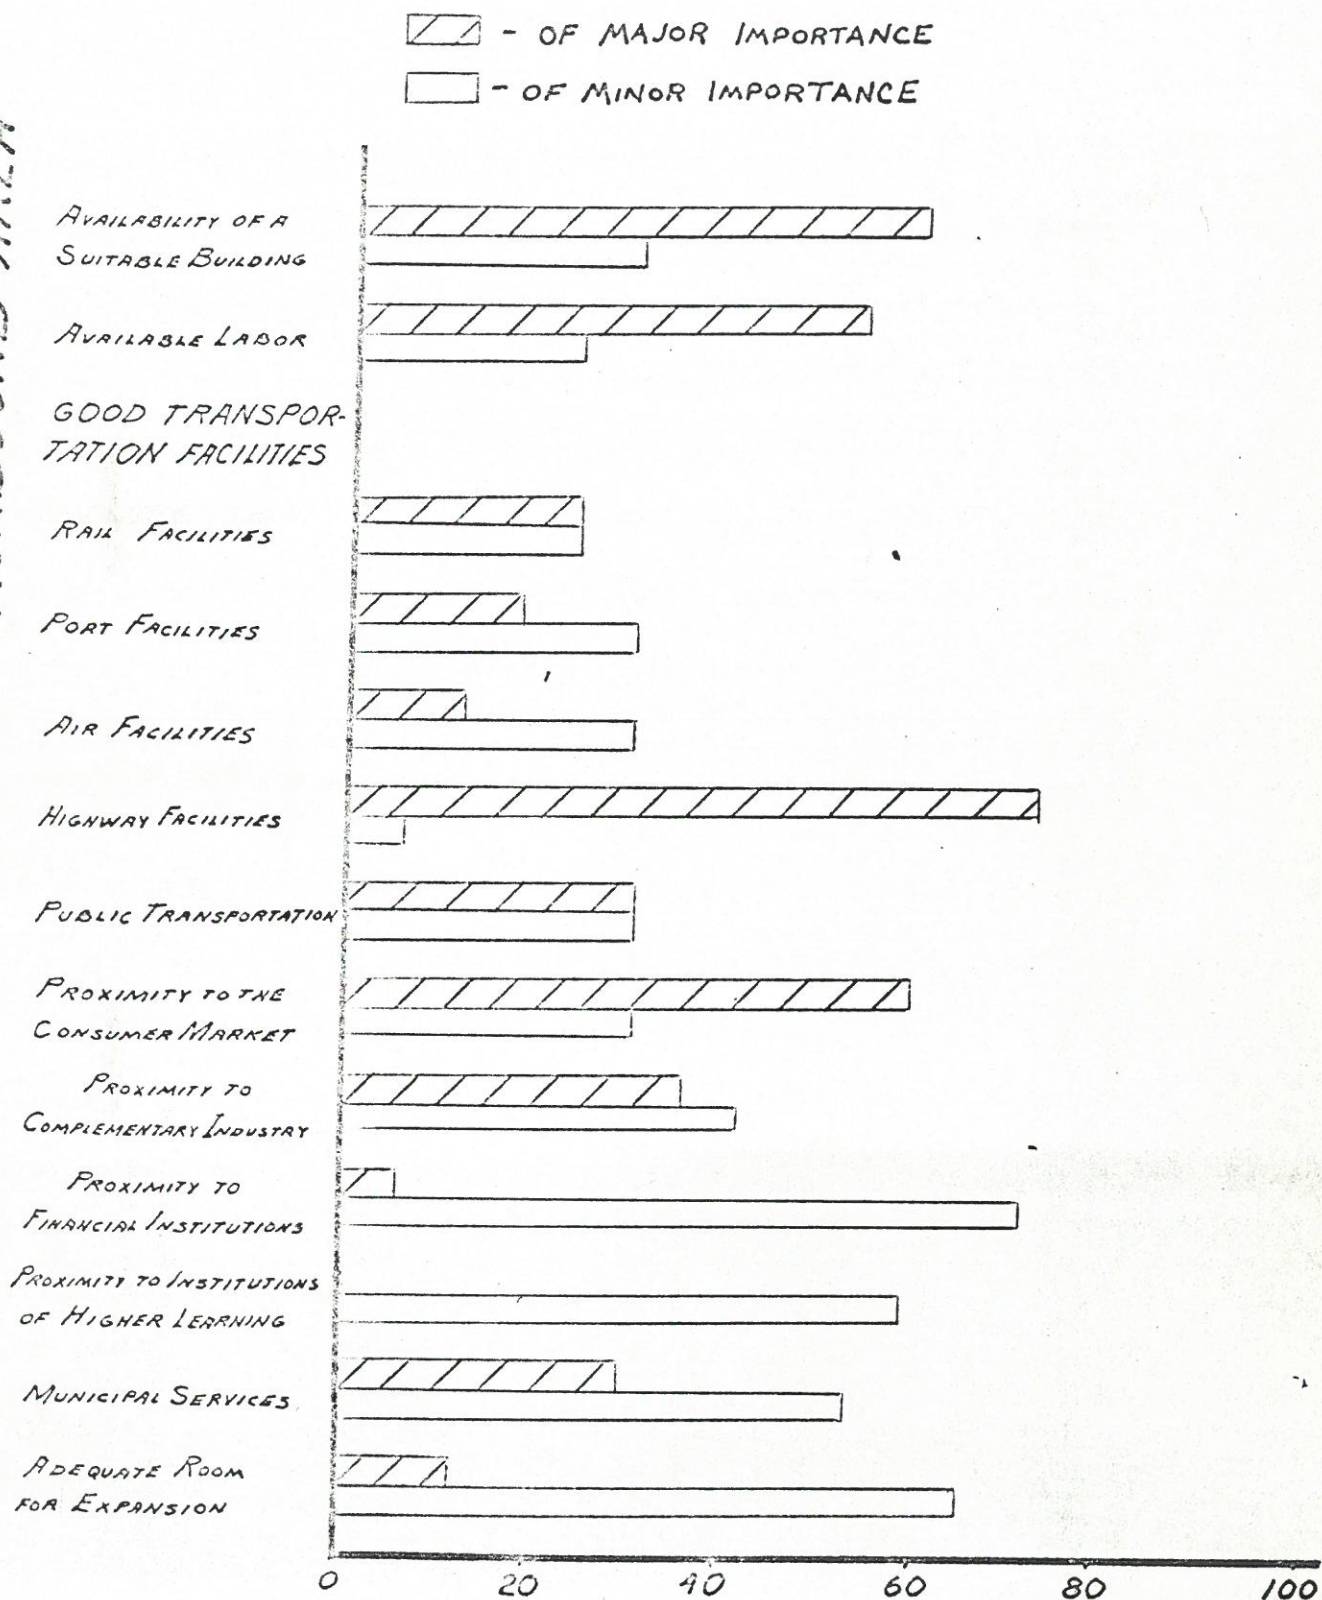 - OF MAJOR IMPORTANCE
- OF MINOR IMPORTANCE
AVAILABILITY OF A
SUITABLE BUILDING
AVAILABLE LABOR
GOOD TRANSPOR-
TATION FACILITIES
RAIL FACILITIES
PORT FACILITIES
AIR FACILITIES
HIGHWAY FACILITIES
PUBLIC TRANSPORTATION
PROXIMITY TO THE
CONSUMER MARKET
PROXIMITY TO
COMPLEMENTARY INDUSTRY
PROXIMITY TO
FINANCIAL INSTITUTIONS
PROXIMITY TO INSTITUTIONS
OF HIGHER LEARNING
MUNICIPAL SERVICES
ADEQUATE ROOM
FOR EXPANSION
0 20 40 60 80 100